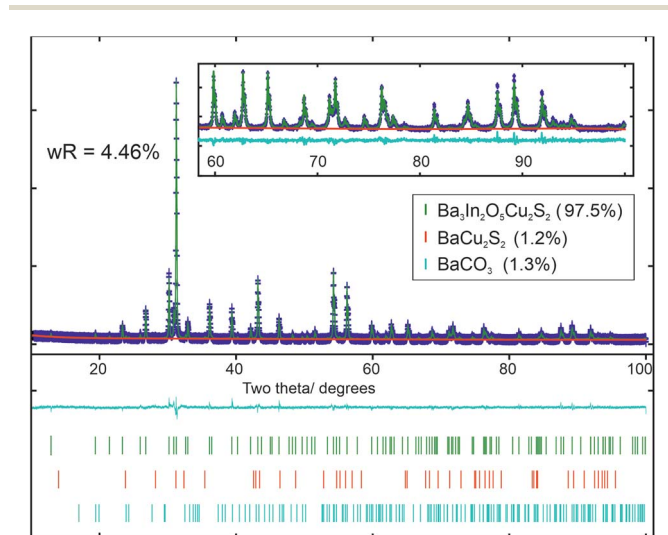 60 70 80 90
wR = 4.46%
Ba₃In₂O₅Cu₂S₂ (97.5%)
BaCu₂S₂ (1.2%)
BaCO₃ (1.3%)
20 40 60 80 100
Two theta/ degrees